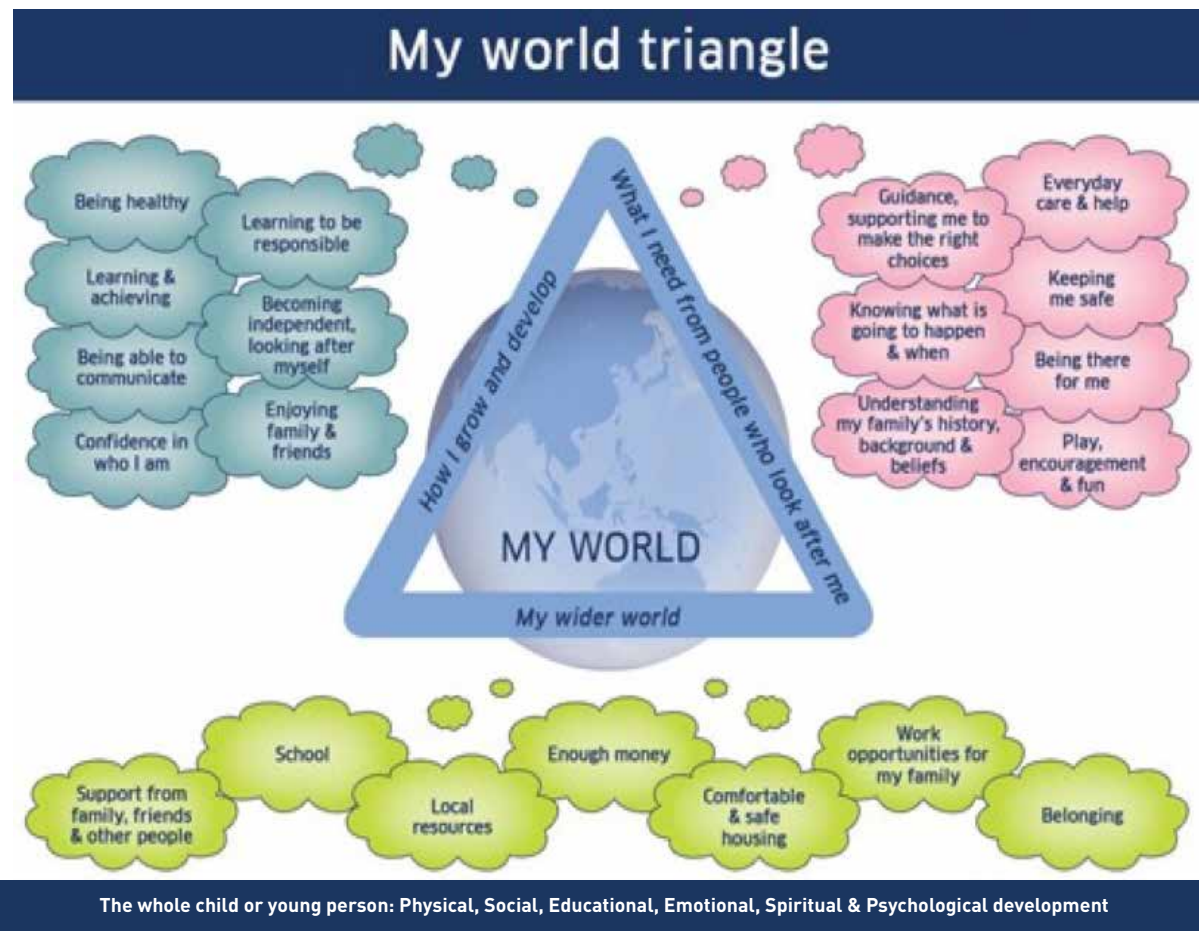 My world triangle
Being healthy
Learning to be
responsible
Learning &
achieving
Becoming
independent,
looking after
myself
Being able to
communicate
Enjoying
family &
friends
Confidence in
who I am
How I grow and develop
What I need from people who look after me
MY WORLD
My wider world
Guidance,
supporting me to
make the right
choices
Everyday
care & help
Keeping
me safe
Knowing what is
going to happen
& when
Being there
for me
Understanding
my family's history,
background &
beliefs
Play,
encouragement
& fun
Support from
family, friends
& other people
School
Local
resources
Enough money
Comfortable
& safe
housing
Work
opportunities for
my family
Belonging
The whole child or young person: Physical, Social, Educational, Emotional, Spiritual & Psychological development